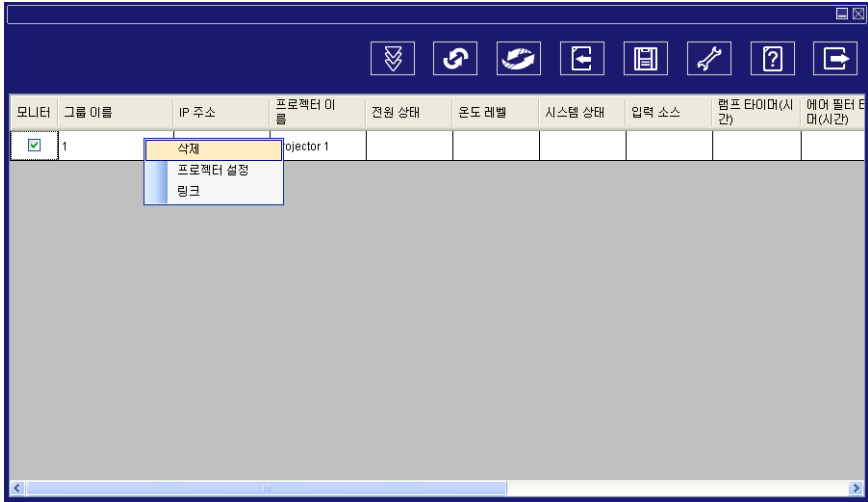 모니터 그룹 이름 IP 주소 프로젝터 이 전원 상태 온도 레벨 시스템 상태 입력 소스 램프 타이머(시 에어 필터
름 간) 머(시간)
1 rojector 1
삭제
프로젝터 설정
링크